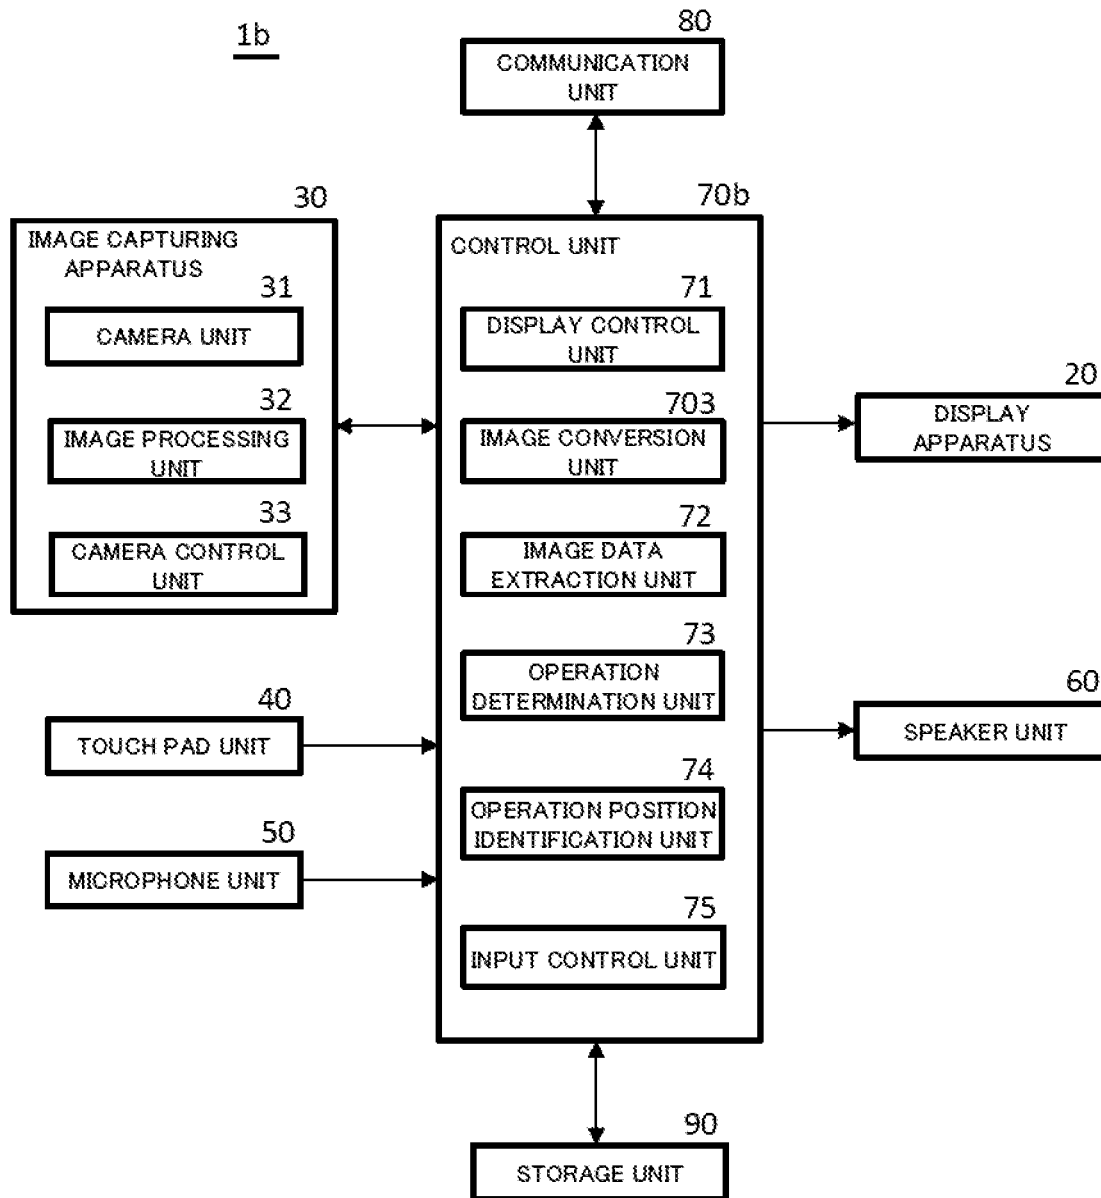 1b
80
COMMUNICATION
UNIT
30
IMAGE CAPTURING
APPARATUS
31
CAMERA UNIT
32
IMAGE PROCESSING
UNIT
33
CAMERA CONTROL
UNIT
40
TOUCH PAD UNIT
50
MICROPHONE UNIT
70b
CONTROL UNIT
71
DISPLAY CONTROL
UNIT
703
IMAGE CONVERSION
UNIT
72
IMAGE DATA
EXTRACTION UNIT
73
OPERATION
DETERMINATION UNIT
74
OPERATION POSITION
IDENTIFICATION UNIT
75
INPUT CONTROL UNIT
20
DISPLAY
APPARATUS
60
SPEAKER UNIT
90
STORAGE UNIT